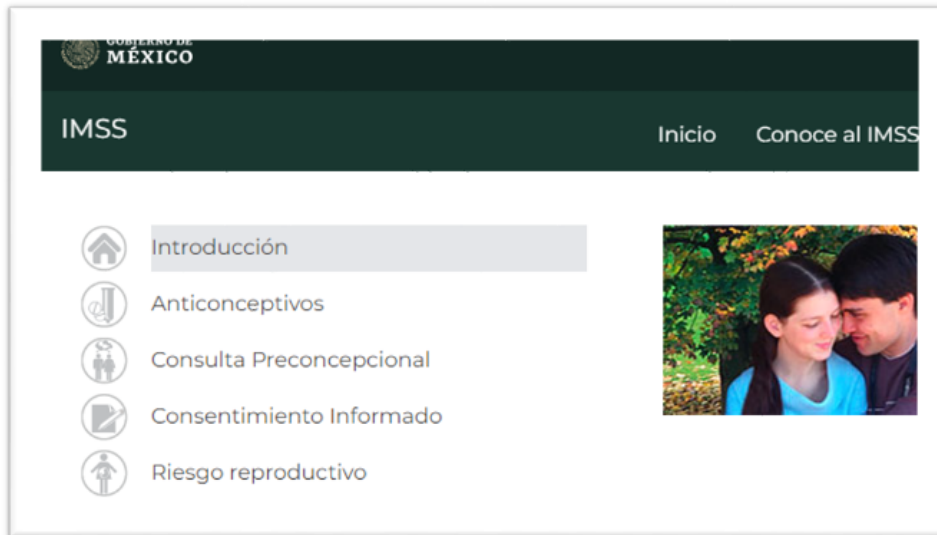 GOBIERNO DE
MÉXICO
IMSS
Inicio Conoce al IMSS
Introducción
Anticonceptivos
Consulta Preconcepcional
Consentimiento Informado
Riesgo reproductivo